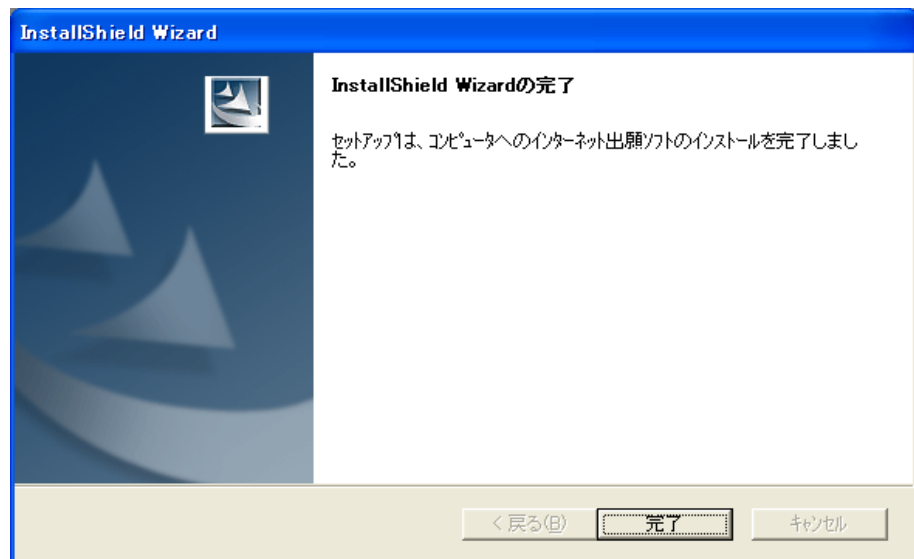 InstallShield Wizard
InstallShield Wizardの完了
セットアップは、コンピュータへのインターネット出願ソフトのインストールを完了しまし
た。
< 戻る(B)
完了
キャンセル